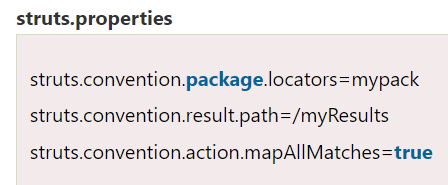 struts.properties
struts.convention.package.locators=mypack
struts.convention.result.path=/myResults
struts.convention.action.mapAllMatches=true